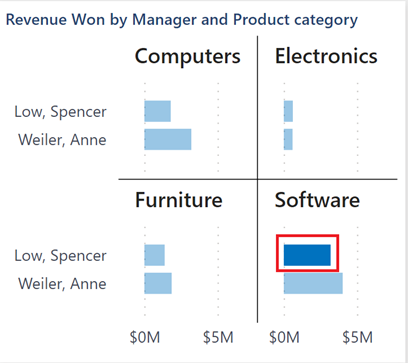 Revenue Won by Manager and Product category
Computers Electronics
Low, Spencer
Weiler, Anne
Furniture Software
Low, Spencer
Weiler, Anne
$0M $5M $0M $5M